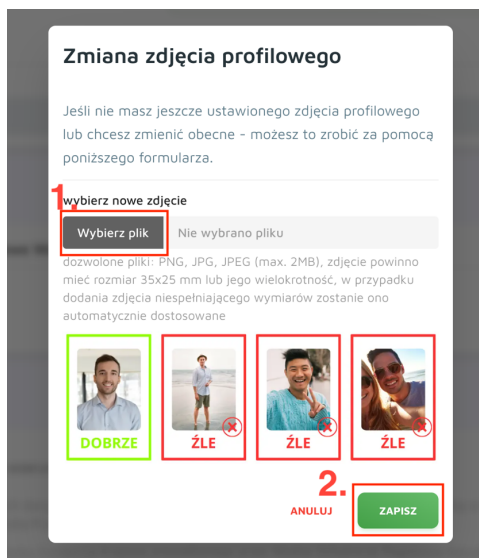 Zmiana zdjęcia profilowego
Jeśli nie masz jeszcze ustawionego zdjęcia profilowego
lub chcesz zmienić obecne - możesz to zrobić za pomocą
poniższego formularza.
1.
wybierz nowe zdjęcie
Wybierz plik Nie wybrano pliku
dozwolone pliki: PNG, JPG, JPEG (max. 2MB), zdjęcie powinno
mieć rozmiar 35x25 mm lub jego wielokrotność, w przypadku
dodania zdjęcia niespełniającego wymiarów zostanie ono
automatycznie dostosowane
DOBRZE ŹLE ŹLE ŹLE
2.
ANULUJ ZAPISZ